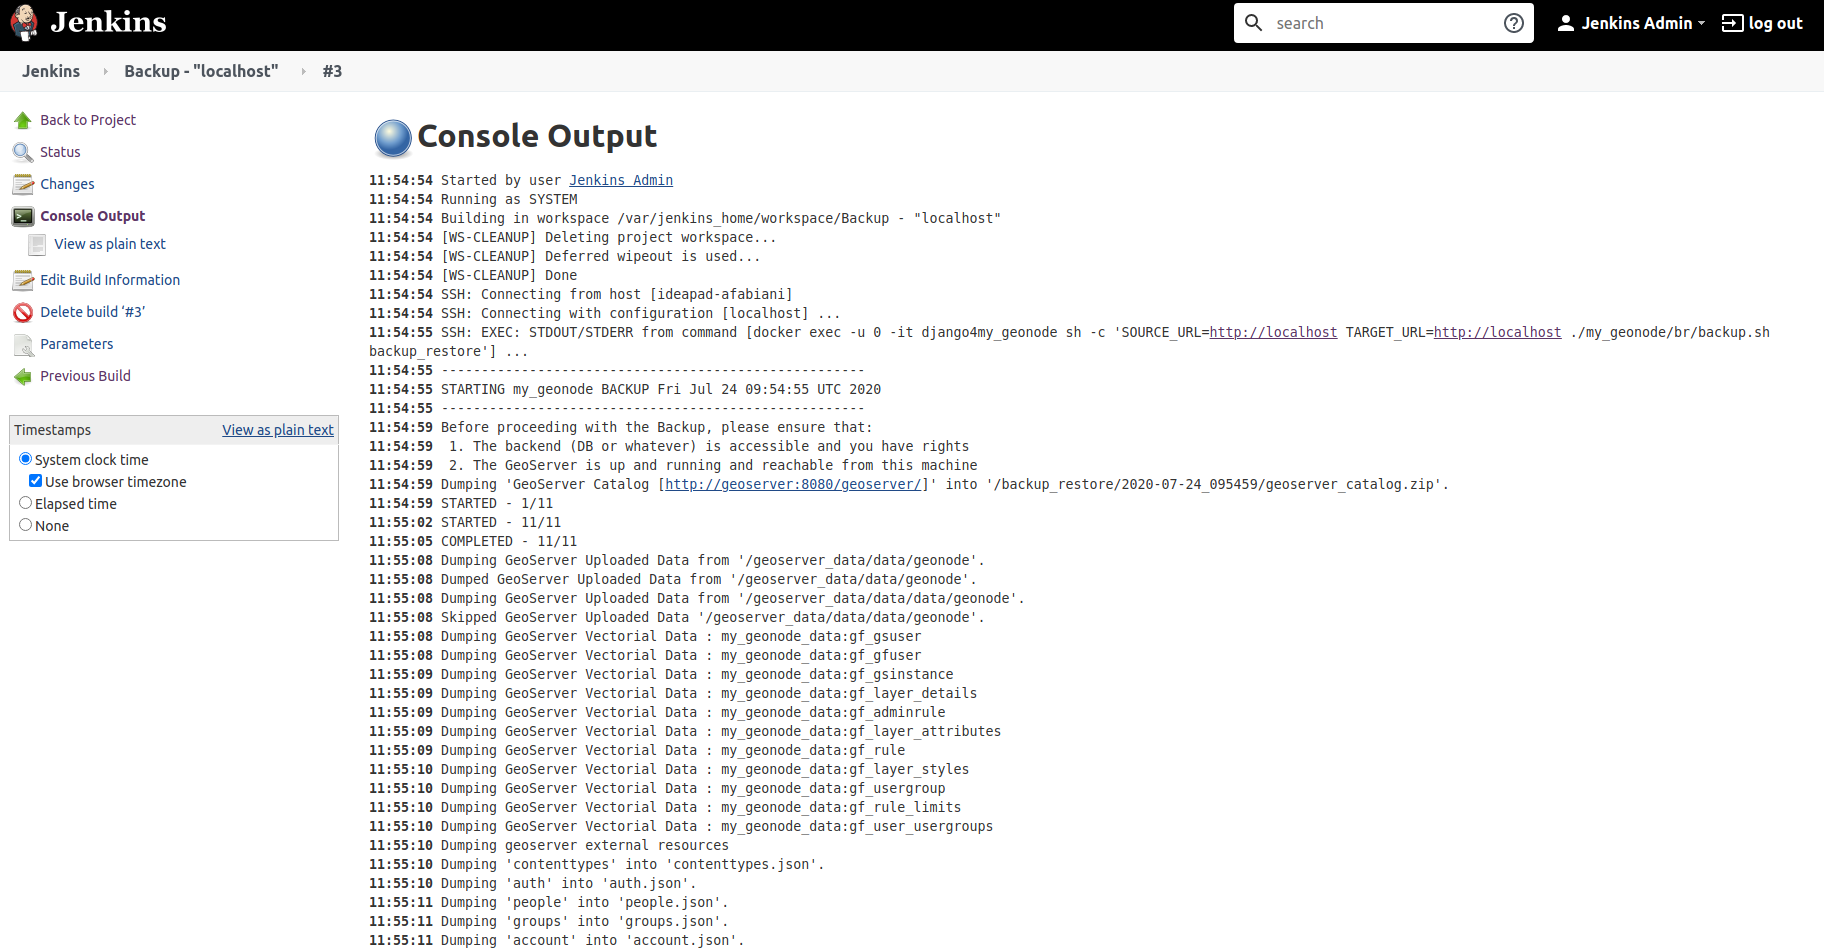 Jenkins
search
Jenkins Admin
log out
Jenkins
Backup - "localhost"
#3
Back to Project
Status
Changes
Console Output
View as plain text
Edit Build Information
Delete build ‘#3’
Parameters
Previous Build
Timestamps
View as plain text
System clock time
Use browser timezone
Elapsed time
None
Console Output
11:54:54 Started by user Jenkins Admin
11:54:54 Running as SYSTEM
11:54:54 Building in workspace /var/jenkins_home/workspace/Backup - "localhost"
11:54:54 [WS-CLEANUP] Deleting project workspace...
11:54:54 [WS-CLEANUP] Deferred wipeout is used...
11:54:54 [WS-CLEANUP] Done
11:54:54 SSH: Connecting from host [ideapad-afabiani]
11:54:54 SSH: Connecting with configuration [localhost] ...
11:54:55 SSH: EXEC: STDOUT/STDERR from command [docker exec -u 0 -it django4my_geonode sh -c 'SOURCE_URL=http://localhost TARGET_URL=http://localhost ./my_geonode/br/backup.sh
backup_restore'] ...
11:54:55 -----------------------------------------------------
11:54:55 STARTING my_geonode BACKUP Fri Jul 24 09:54:55 UTC 2020
11:54:55 -----------------------------------------------------
11:54:59 Before proceeding with the Backup, please ensure that:
11:54:59  1. The backend (DB or whatever) is accessible and you have rights
11:54:59  2. The GeoServer is up and running and reachable from this machine
11:54:59 Dumping 'GeoServer Catalog [http://geoserver:8080/geoserver/]' into '/backup_restore/2020-07-24_095459/geoserver_catalog.zip'.
11:54:59 STARTED - 1/11
11:55:02 STARTED - 11/11
11:55:05 COMPLETED - 11/11
11:55:08 Dumping GeoServer Uploaded Data from '/geoserver_data/data/geonode'.
11:55:08 Dumped GeoServer Uploaded Data from '/geoserver_data/data/geonode'.
11:55:08 Dumping GeoServer Uploaded Data from '/geoserver_data/data/data/geonode'.
11:55:08 Skipped GeoServer Uploaded Data '/geoserver_data/data/data/geonode'.
11:55:08 Dumping GeoServer Vectorial Data : my_geonode_data:gf_gsuser
11:55:08 Dumping GeoServer Vectorial Data : my_geonode_data:gf_gfuser
11:55:09 Dumping GeoServer Vectorial Data : my_geonode_data:gf_gsinstance
11:55:09 Dumping GeoServer Vectorial Data : my_geonode_data:gf_layer_details
11:55:09 Dumping GeoServer Vectorial Data : my_geonode_data:gf_adminrule
11:55:09 Dumping GeoServer Vectorial Data : my_geonode_data:gf_layer_attributes
11:55:09 Dumping GeoServer Vectorial Data : my_geonode_data:gf_rule
11:55:10 Dumping GeoServer Vectorial Data : my_geonode_data:gf_layer_styles
11:55:10 Dumping GeoServer Vectorial Data : my_geonode_data:gf_usergroup
11:55:10 Dumping GeoServer Vectorial Data : my_geonode_data:gf_rule_limits
11:55:10 Dumping GeoServer Vectorial Data : my_geonode_data:gf_user_usergroups
11:55:10 Dumping geoserver external resources
11:55:10 Dumping 'contenttypes' into 'contenttypes.json'.
11:55:10 Dumping 'auth' into 'auth.json'.
11:55:11 Dumping 'people' into 'people.json'.
11:55:11 Dumping 'groups' into 'groups.json'.
11:55:11 Dumping 'account' into 'account.json'.